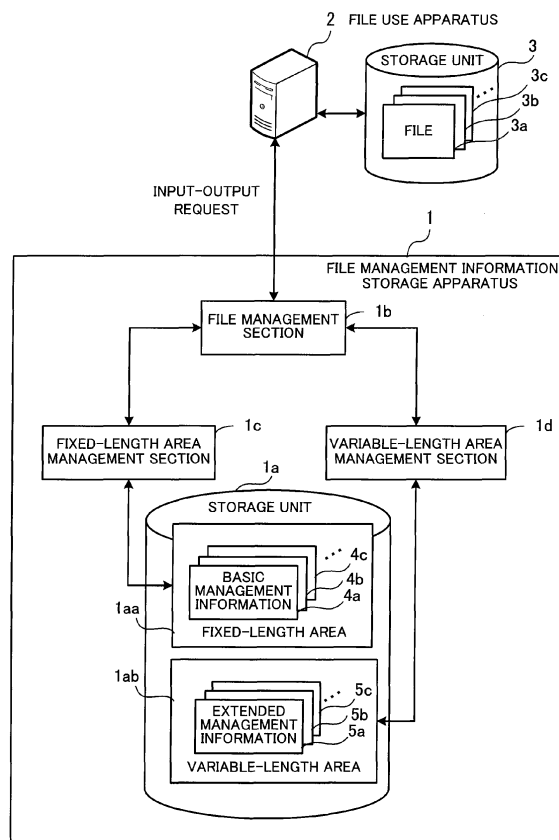 2
FILE USE APPARATUS
STORAGE UNIT
3
3c
3b
FILE
3a
INPUT-OUTPUT
REQUEST
1
FILE MANAGEMENT INFORMATION
STORAGE APPARATUS
FILE MANAGEMENT
SECTION
1b
1c
1d
FIXED-LENGTH AREA
MANAGEMENT SECTION
VARIABLE-LENGTH AREA
MANAGEMENT SECTION
1a
STORAGE UNIT
4c
BASIC
MANAGEMENT
INFORMATION
4b
4a
1aa
FIXED-LENGTH AREA
1ab
5c
EXTENDED
MANAGEMENT
INFORMATION
5b
5a
VARIABLE-LENGTH AREA